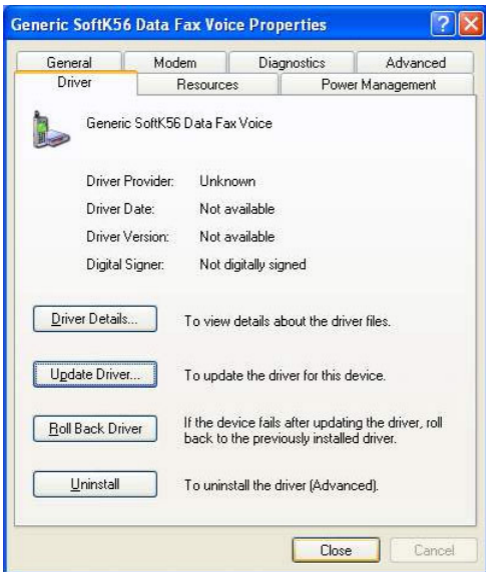 Generic SoftK56 Data Fax Voice Properties
General Modem Diagnostics Advanced
Driver Resources Power Management
Generic SoftK56 Data Fax Voice
Driver Provider: Unknown
Driver Date: Not available
Driver Version: Not available
Digital Signer: Not digitally signed
Driver Details... To view details about the driver files.
Update Driver... To update the driver for this device.
Roll Back Driver If the device fails after updating the driver, roll
back to the previously installed driver.
Uninstall To uninstall the driver (Advanced).
Close Cancel